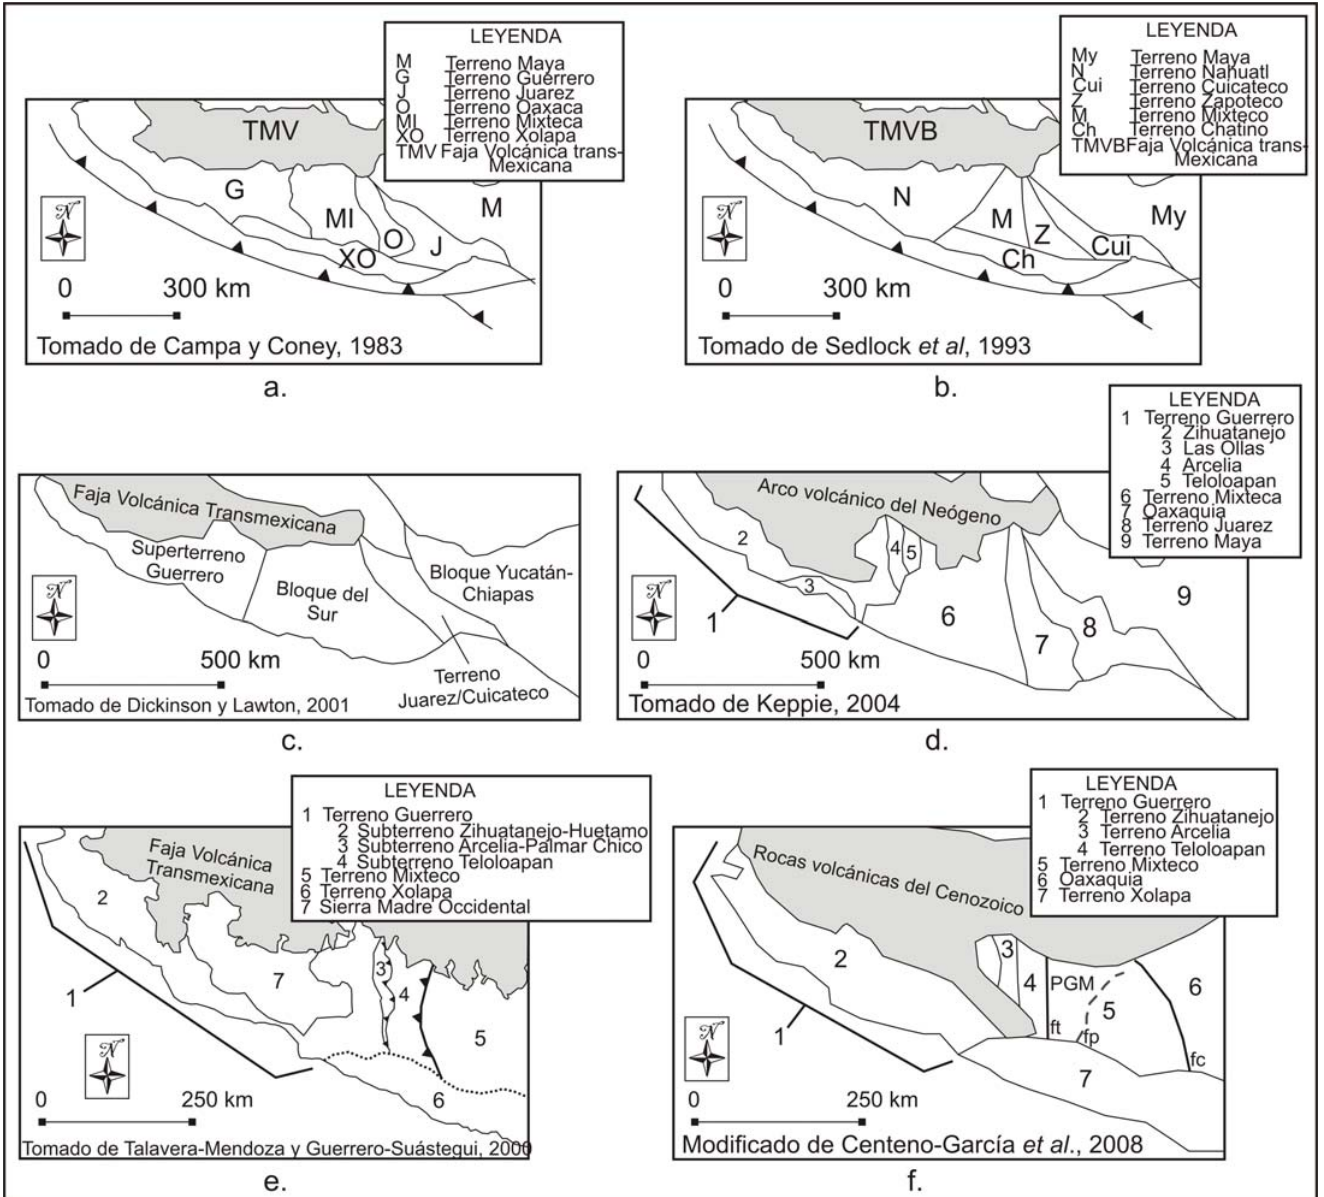 LEYENDA
M Terreno Maya
G Terreno Guerrero
J Terreno Juarez
O Terreno Oaxaca
MI Terreno Mixteca
XO Terreno Xolapa
TMV Faja Volcánica trans-
Mexicana
TMV
G
MI
O
J
M
XO
N
0 300 km
Tomado de Campa y Coney, 1983
a.
LEYENDA
My Terreno Maya
N Terreno Nahuatl
Cui Terreno Cuicateco
Z Terreno Zapoteco
M Terreno Mixteco
Ch Terreno Chatino
TMVB Faja Volcánica trans-
Mexicana
TMVB
N
M
Z
My
Cui
Ch
N
0 300 km
Tomado de Sedlock et al, 1993
b.
Faja Volcánica Transmexicana
Superterreno
Guerrero
Bloque del
Sur
Bloque Yucatán-
Chiapas
Terreno
Juarez/Cuicateco
N
0 500 km
Tomado de Dickinson y Lawton, 2001
c.
LEYENDA
1 Terreno Guerrero
2 Zihuatanejo
3 Las Ollas
4 Arcelia
5 Teloloapan
6 Terreno Mixteca
7 Oaxaquia
8 Terreno Juarez
9 Terreno Maya
Arco volcánico del Neógeno
2
4
5
3
1
6
7
8
9
N
0 500 km
Tomado de Keppie, 2004
d.
LEYENDA
1 Terreno Guerrero
2 Subterreno Zihuatanejo-Huetamo
3 Subterreno Arcelia-Palmar Chico
4 Subterreno Teloloapan
5 Terreno Mixteco
6 Terreno Xolapa
7 Sierra Madre Occidental
Faja Volcánica
Transmexicana
2
7
3
4
5
1
6
N
0 250 km
Tomado de Talavera-Mendoza y Guerrero-Suástegui, 2000
e.
LEYENDA
1 Terreno Guerrero
2 Terreno Zihuatanejo
3 Terreno Arcelia
4 Terreno Teloloapan
5 Terreno Mixteco
6 Oaxaquia
7 Terreno Xolapa
Rocas volcánicas del Cenozoico
2
3
4
PGM
5
6
ft
fp
fc
1
7
N
0 250 km
Modificado de Centeno-García et al., 2008
f.